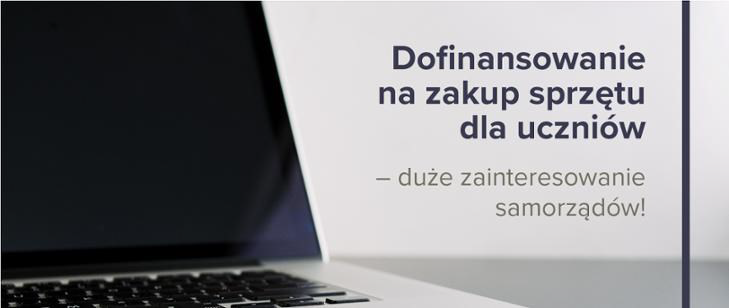 Dofinansowanie
na zakup sprzętu
dla uczniów
– duże zainteresowanie
samorządów!